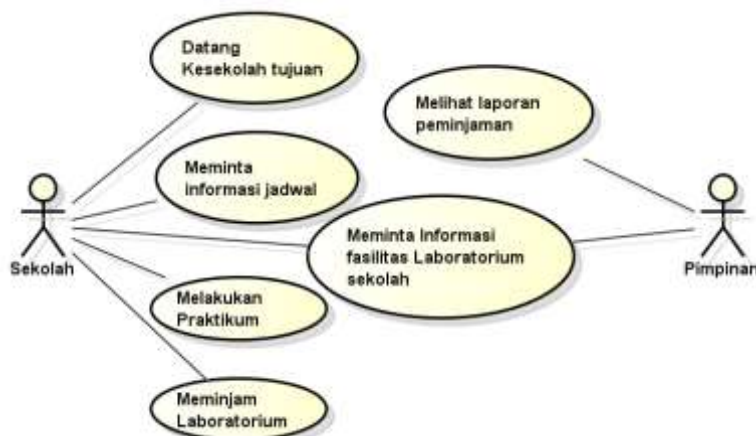 Datang
Kesekolah tujuan
Melihat laporan
peminjaman
Meminta
informasi jadwal
Meminta Informasi
fasilitas Laboratorium
sekolah
Sekolah
Pimpinan
Melakukan
Praktikum
Meminjam
Laboratorium